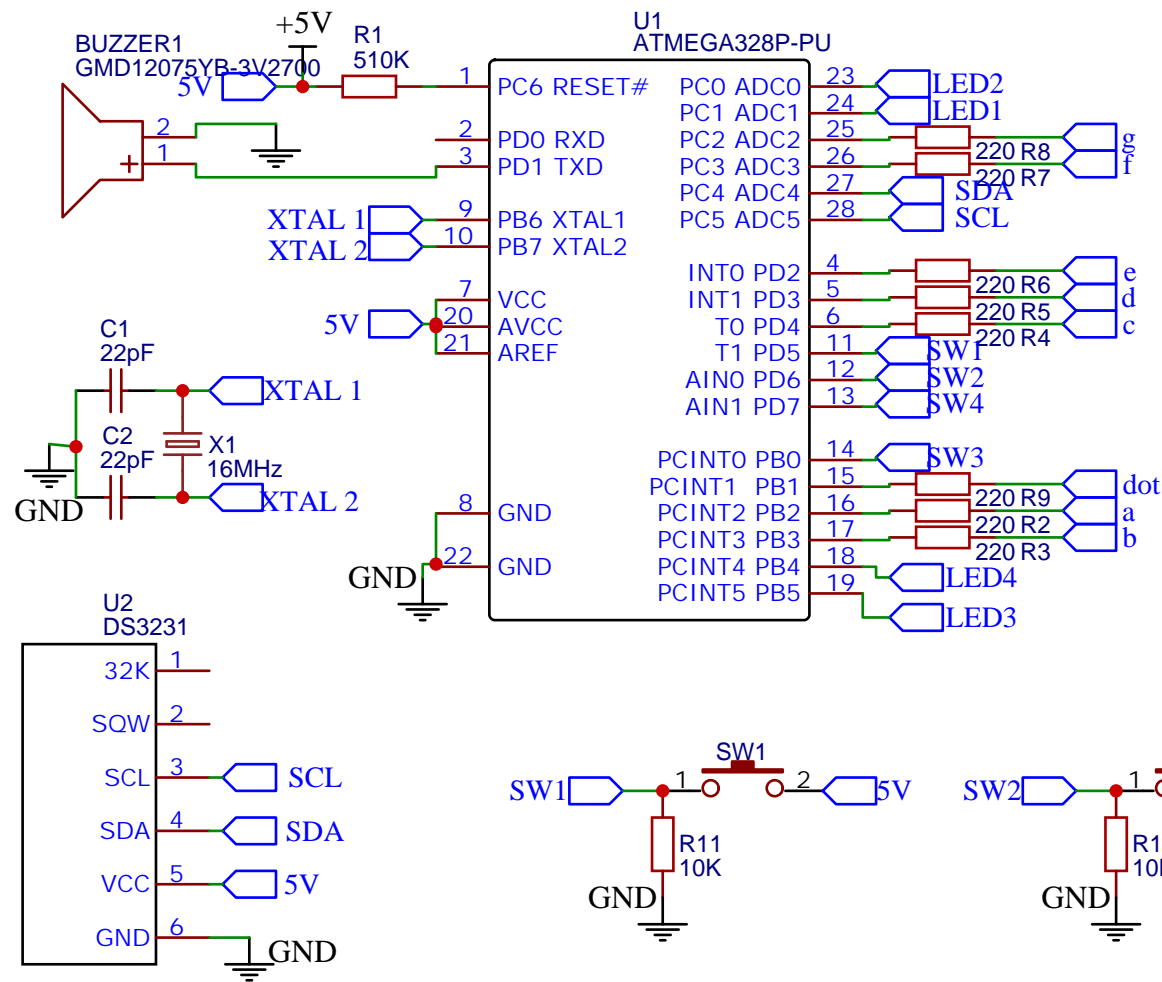 +5V
BUZZER1
GMD12075YB-3V2700
5V
R1
510K
2
1
+
U1
ATMEGA328P-PU
1 PC6 RESET#
2 PD0 RXD
3 PD1 TXD
XTAL 1 9 PB6 XTAL1
XTAL 2 10 PB7 XTAL2
7 VCC
5V 20 AVCC
21 AREF
8 GND
22 GND
GND
PC0 ADC0 23 LED2
PC1 ADC1 24 LED1
PC2 ADC2 25 220 R8 g
PC3 ADC3 26 220 R7 f
PC4 ADC4 27 SDA
PC5 ADC5 28 SCL
INT0 PD2 4 220 R6 e
INT1 PD3 5 220 R5 d
T0 PD4 6 220 R4 c
T1 PD5 11 SW1
AIN0 PD6 12 SW2
AIN1 PD7 13 SW4
PCINT0 PB0 14 SW3
PCINT1 PB1 15 220 R9 dot
PCINT2 PB2 16 220 R2 a
PCINT3 PB3 17 220 R3 b
PCINT4 PB4 18 LED4
PCINT5 PB5 19 LED3
C1
22pF
XTAL 1
C2
22pF
X1
16MHz
XTAL 2
GND
U2
DS3231
32K 1
SQW 2
SCL 3 SCL
SDA 4 SDA
VCC 5 5V
GND 6 GND
SW1
SW1 1 2 5V
R11
10K
GND
SW2 1
R1
GND